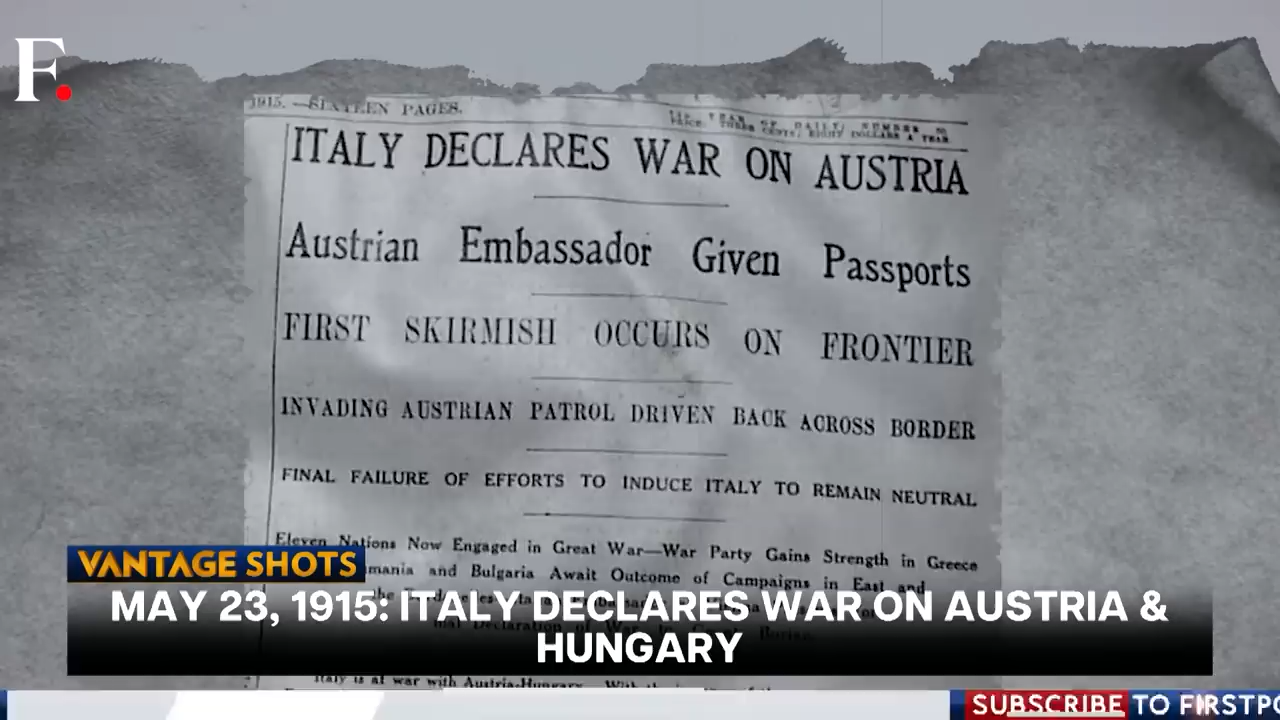 F.
1915. — SIXTEEN PAGES.
ITALY DECLARES WAR ON AUSTRIA
Austrian Embassador Given Passports
FIRST SKIRMISH OCCURS ON FRONTIER
INVADING AUSTRIAN PATROL DRIVEN BACK ACROSS BORDER
FINAL FAILURE OF EFFORTS TO INDUCE ITALY TO REMAIN NEUTRAL
Eleven Nations Now Engaged in Great War—War Party Gains Strength in Greece
and Bulgaria Await Outcome of Campaigns in East and
VANTAGE SHOTS
MAY 23, 1915: ITALY DECLARES WAR ON AUSTRIA &
HUNGARY
Italy is at war with Austria-Hungary.
SUBSCRIBE TO FIRSTPO